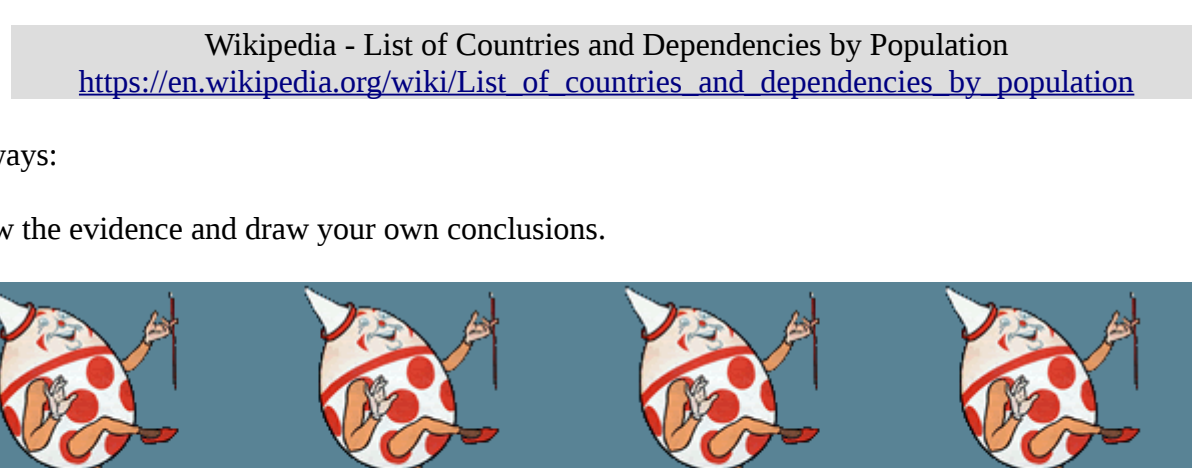 Wikipedia - List of Countries and Dependencies by Population
https://en.wikipedia.org/wiki/List_of_countries_and_dependencies_by_population
the evidence and draw your own conclusions.